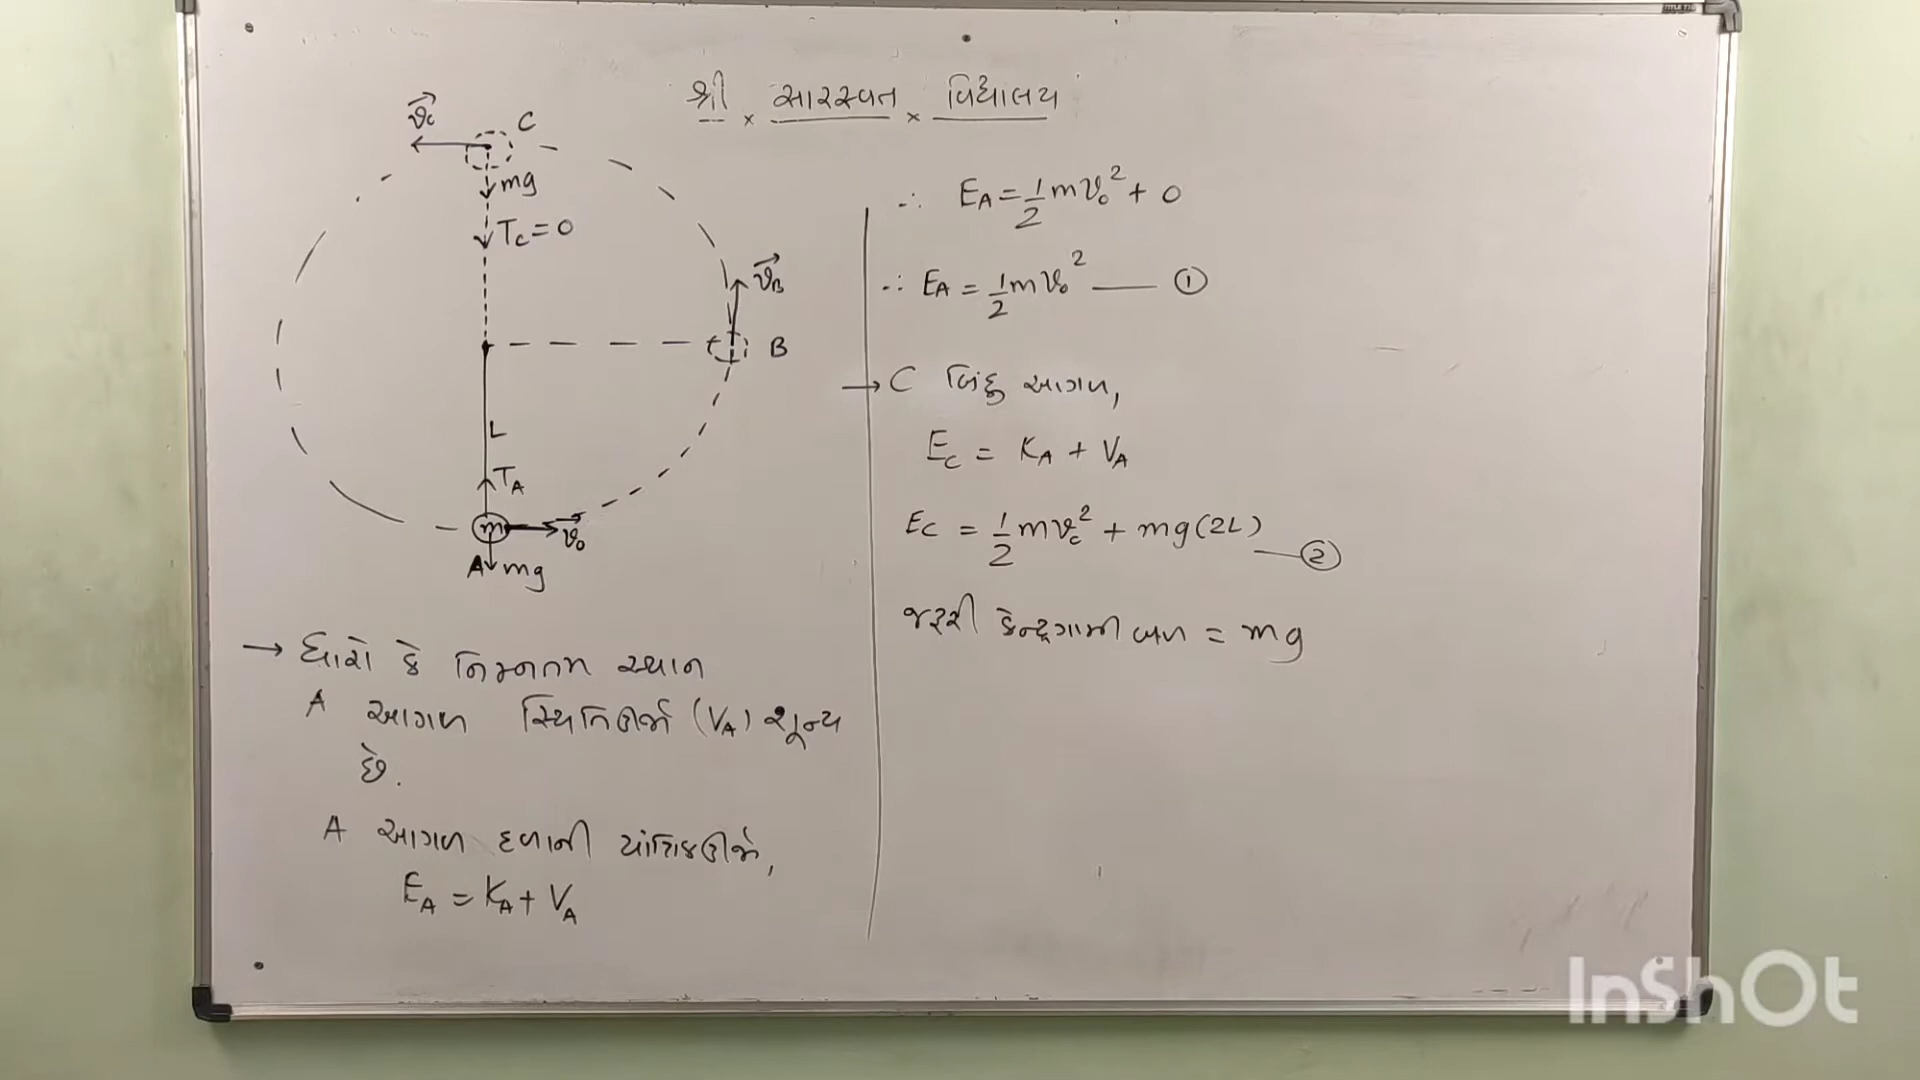 શ્રી × સારસ્વત × વિદ્યાલય
v⃗c
C
mg
Tc = 0
v⃗B
B
L
TA
m
v⃗₀
A
mg
→ ધારો કે નિમ્નતમ સ્થાન
A આગળ સ્થિતિઊર્જા (VA) શૂન્ય
છે.
A આગળ દળાની યાંત્રિકઊર્જા,
EA = KA + VA
∴ EA = 1/2 mv₀² + 0
∴ EA = 1/2 mv₀² —— ①
→ C બિંદુ આગળ,
Ec = KA + VA
Ec = 1/2 mvc² + mg(2L) —— ②
જરૂરી કેન્દ્રગામી બળ = mg
InShOt